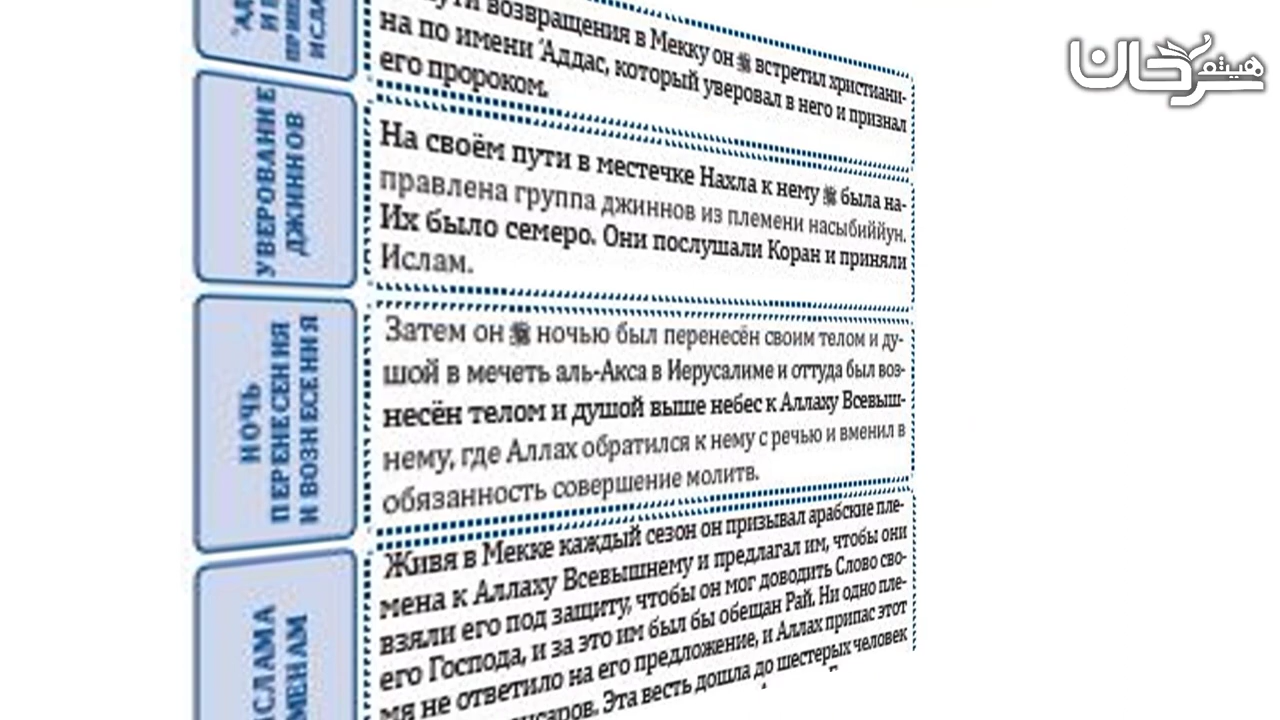 هيثم سرحان
возвращения в Мекку он ﷺ встретил христиани-
на по имени ‘Аддас, который уверовал в него и признал
его пророком.
УВЕРОВАНИЕ
ДЖИННОВ
На своём пути в местечке Нахла к нему ﷺ была на-
правлена группа джиннов из племени насыбиййун.
Их было семеро. Они послушали Коран и приняли
Ислам.
НОЧЬ
ПЕРЕНЕСЕНИЯ
И ВОЗНЕСЕНИЯ
Затем он ﷺ ночью был перенесён своим телом и ду-
шой в мечеть аль-Акса в Иерусалиме и оттуда был воз-
несён телом и душой выше небес к Аллаху Всевыш-
нему, где Аллах обратился к нему с речью и вменил в
обязанность совершение молитв.
Живя в Мекке каждый сезон он призывал арабские пле-
мена к Аллаху Всевышнему и предлагал им, чтобы они
взяли его под защиту, чтобы он мог доводить Слово сво-
его Господа, и за это им был бы обещан Рай. Ни одно пле-
мя не ответило на его предложение, и Аллах припас этот
Эта весть дошла до шестерых человек